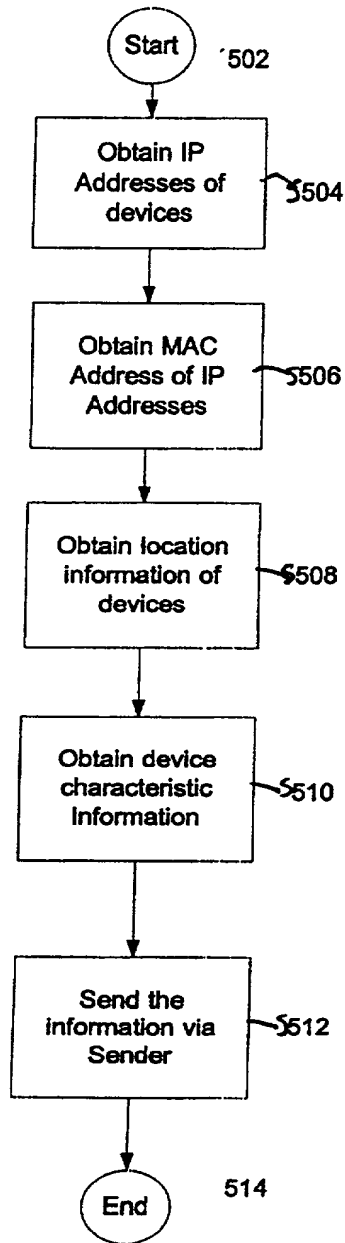 Start
502
Obtain IP
Addresses of
devices
504
Obtain MAC
Address of IP
Addresses
506
Obtain location
information of
devices
508
Obtain device
characteristic
Information
510
Send the
information via
Sender
512
End
514